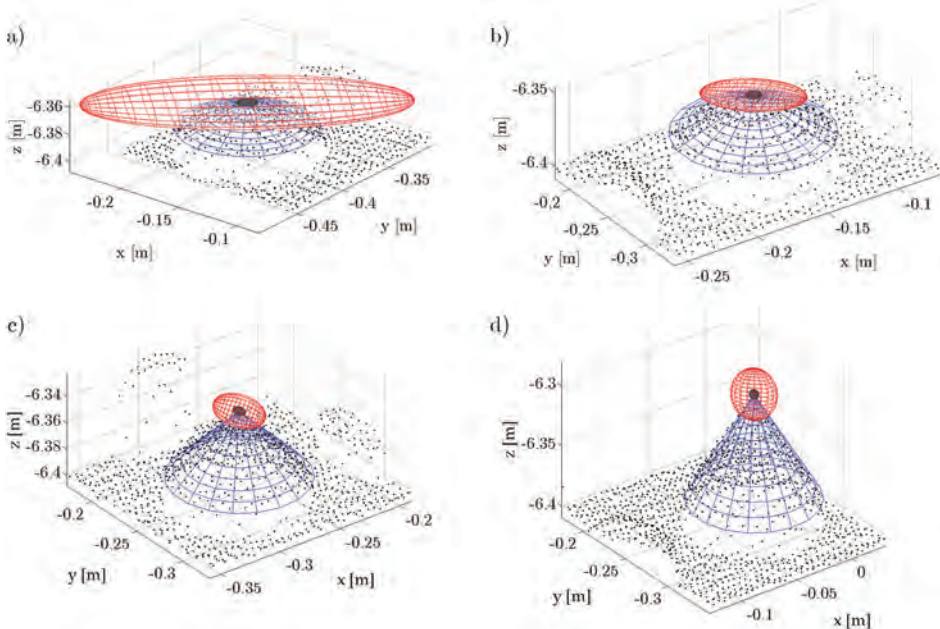 a)
-6.36
-6.38
-6.4
z [m]
-0.2
-0.15
-0.1
x [m]
-0.45
-0.4
-0.35
y [m]
b)
-6.35
-6.4
z [m]
-0,2
-0,25
-0,3
y [m]
-0.25
-0.2
-0.15
-0.1
x [m]
c)
-6.34
-6.36
-6.38
-6.4
z [m]
-0.2
-0.25
-0.3
y [m]
-0.35
-0.3
-0.25
-0.2
x [m]
d)
-6.3
-6.35
-6.4
z [m]
-0.2
-0.25
-0.3
y [m]
-0.1
-0.05
0
x [m]